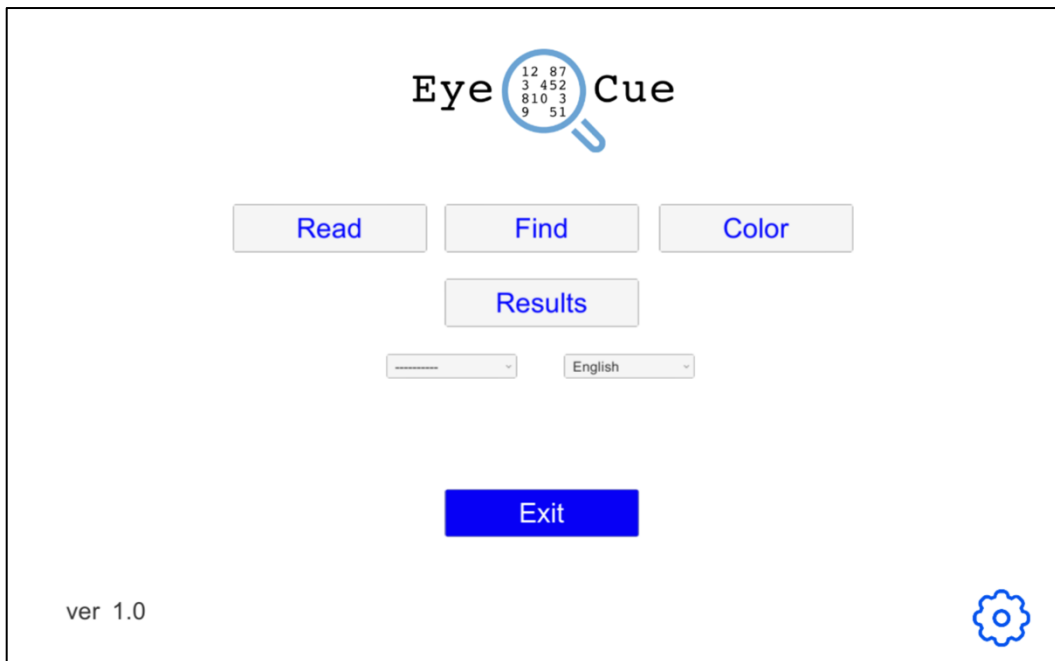 Eye Cue
12 87
3 452
810 3
9 51
Read Find Color
Results
---------- English
Exit
ver 1.0